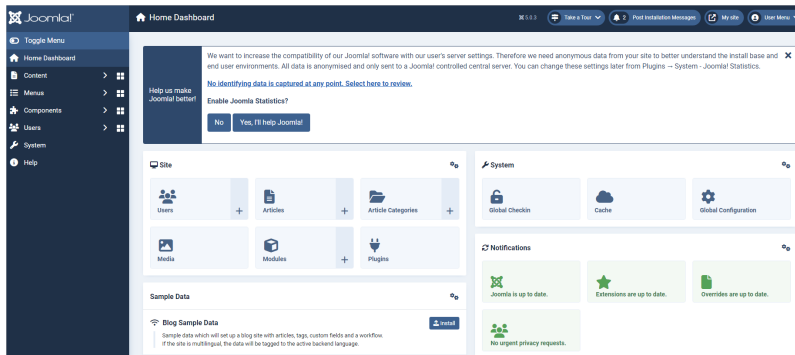 Joomla!
Home Dashboard
5.0.3
Take a Tour
2 Post Installation Messages
My site
User Menu
Toggle Menu
Home Dashboard
Content
Menus
Components
Users
System
Help
Help us make
Joomla! better!
We want to increase the compatibility of our Joomla! software with our user's server settings. Therefore we need anonymous data from your site to better understand the install base and
end user environments. All data is anonymised and only sent to a Joomla! controlled central server. You can change these settings later from Plugins → System - Joomla! Statistics.
No identifying data is captured at any point. Select here to review.
Enable Joomla Statistics?
No
Yes, I'll help Joomla!
Site
Users
Articles
Article Categories
Media
Modules
Plugins
Sample Data
Blog Sample Data
Install
Sample data which will set up a blog site with articles, tags, custom fields and a workflow.
If the site is multilingual, the data will be tagged to the active backend language.
System
Global Checkin
Cache
Global Configuration
Notifications
Joomla is up to date.
Extensions are up to date.
Overrides are up to date.
No urgent privacy requests.